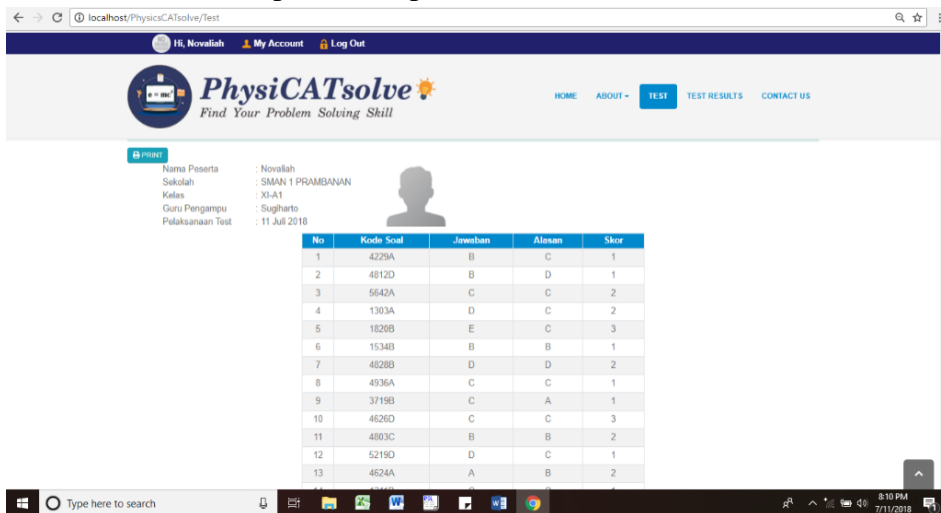 localhost/PhysicsCATsolve/Test
Hi, Novaliah My Account Log Out
e = mc²
PhysiCATsolve
Find Your Problem Solving Skill
HOME ABOUT TEST TEST RESULTS CONTACT US
PRINT
Nama Peserta : Novaliah
Sekolah : SMAN 1 PRAMBANAN
Kelas : XI-A1
Guru Pengampu : Sugiharto
Pelaksanaan Test : 11 Juli 2018
No Kode Soal Jawaban Alasan Skor
1 4229A B C 1
2 4812D B D 1
3 5642A C C 2
4 1303A D C 2
5 1820B E C 3
6 1534B B B 1
7 4828B D D 2
8 4936A C C 1
9 3719B C A 1
10 4626D C C 3
11 4803C B B 2
12 5219D D C 1
13 4624A A B 2
Type here to search
8:10 PM
7/11/2018